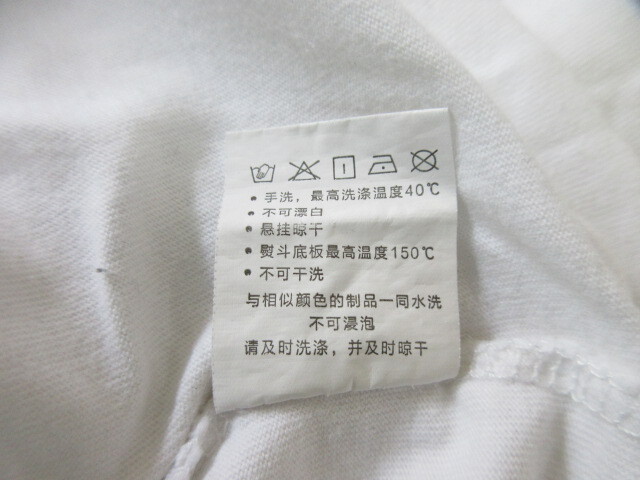 • 手洗，最高洗涤温度40℃
• 不可漂白
• 悬挂晾干
• 熨斗底板最高温度150℃
• 不可干洗
与相似颜色的制品一同水洗
不可浸泡
请及时洗涤，并及时晾干